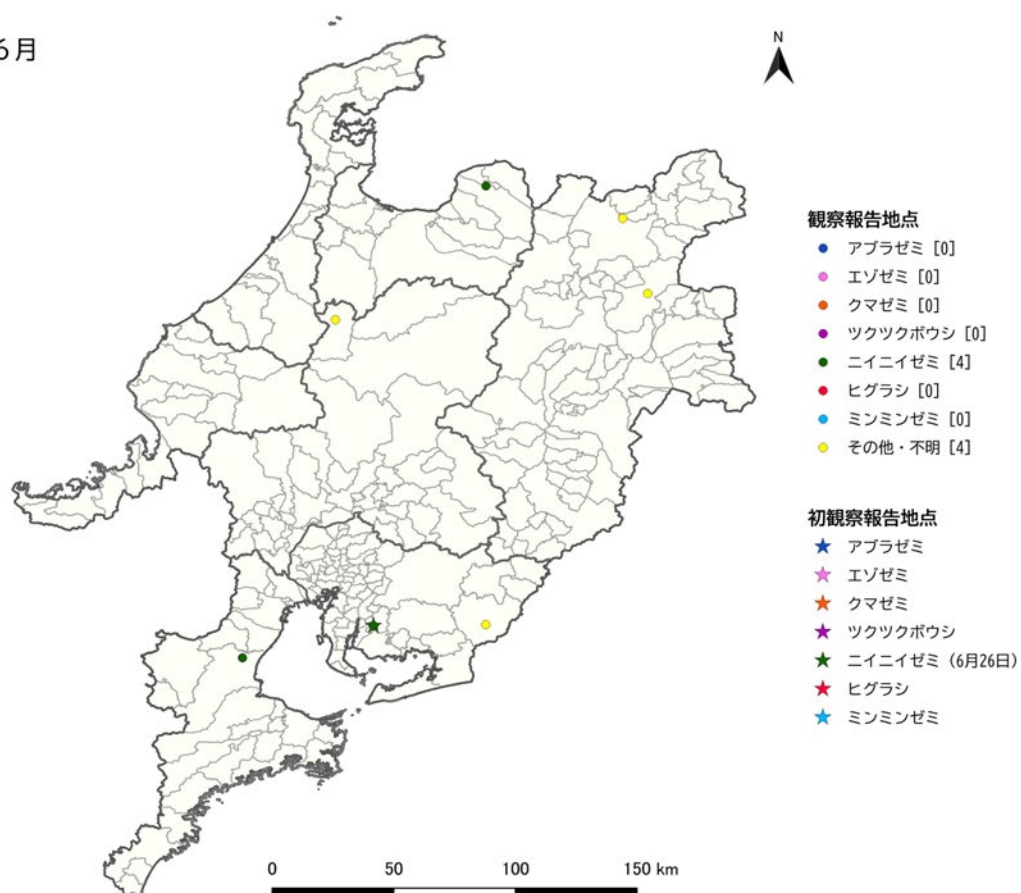 6月
N
観察報告地点
アブラゼミ [0]
エゾゼミ [0]
クマゼミ [0]
ツクツクボウシ [0]
ニイニイゼミ [4]
ヒグラシ [0]
ミンミンゼミ [0]
その他・不明 [4]
初観察報告地点
アブラゼミ
エゾゼミ
クマゼミ
ツクツクボウシ
ニイニイゼミ (6月26日)
ヒグラシ
ミンミンゼミ
0 50 100 150 km